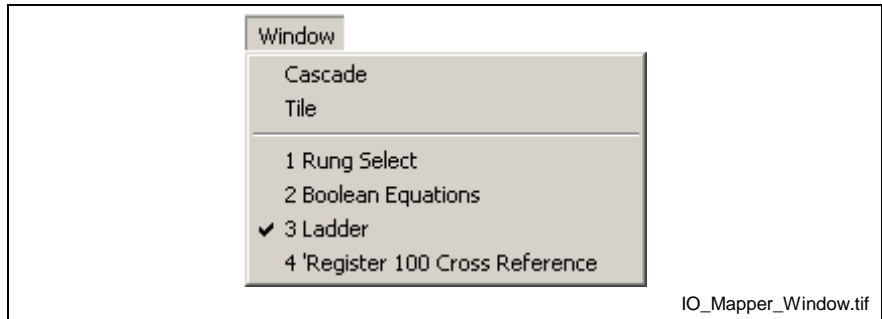 Window
Cascade
Tile
1 Rung Select
2 Boolean Equations
3 Ladder
4 'Register 100 Cross Reference
IO_Mapper_Window.tif